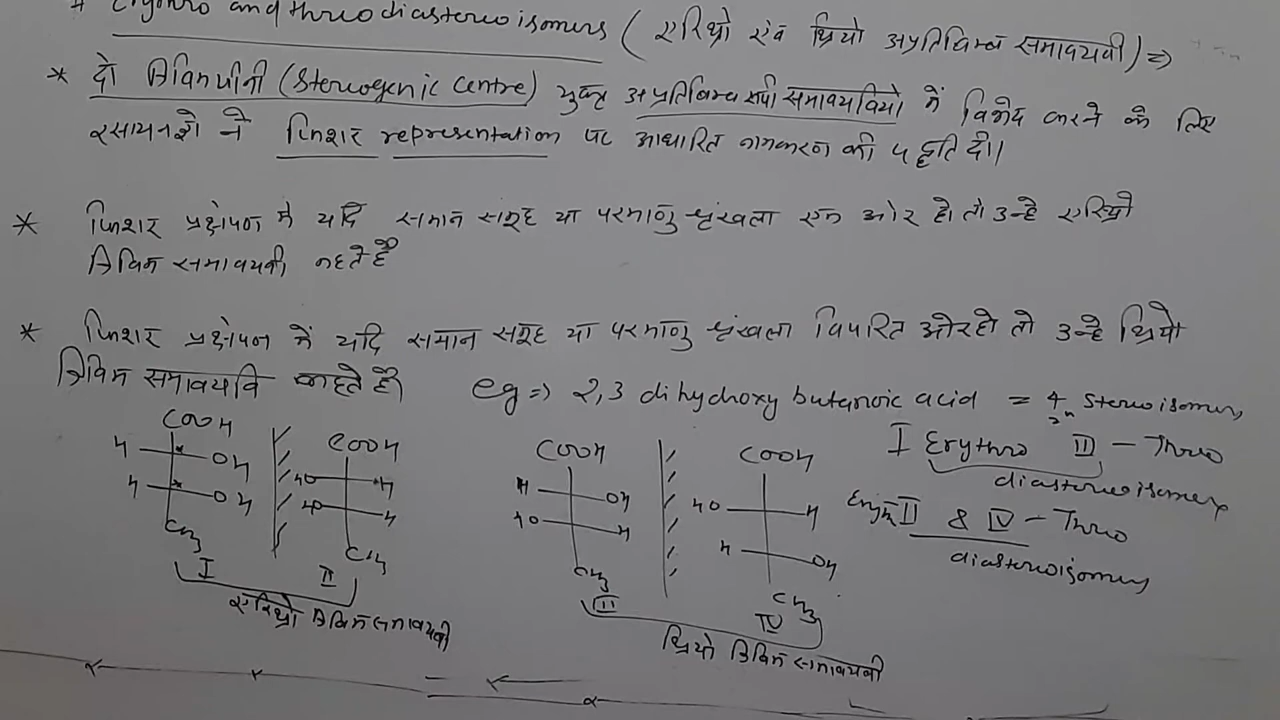 Erythro and threo diastereoisomers ( एरिथ्रो एवं थ्रियो अप्रतिबिम्ब समावयवी ) ⇒
* दो त्रिविमयोनी (Stereogenic Centre) युक्त अप्रतिबिम्ब रूपी समावयवियो में विभेद करने के लिए
रसायनज्ञो ने फिशर representation पर आधारित नामकरण की पद्दति दी।
* फिशर प्रक्षेपण मे यदि समान समूह या परमाणु श्रृंखला एक ओर हो तो उन्हे एरिथ्रो
त्रिविम समावयवी कहते है
* फिशर प्रक्षेपण में यदि समान समूह या परमाणु श्रृंखला विपरित ओर हो तो उन्हे थ्रियो
त्रिविम समावयवि कहते है
eg ⇒ 2,3 dihydroxy butanoic acid = 4 Stereoisomers
2ⁿ
COOH COOH COOH COOH
H OH HO H H OH HO H
H OH HO H HO H H OH
CH3 CH3 CH3 CH3
I II III IV
एरिथ्रो त्रिविम समावयवी थ्रियो त्रिविम समावयवी
I Erythro III - Threo
diastereoisomers
II & IV - Threo
diastereoisomers